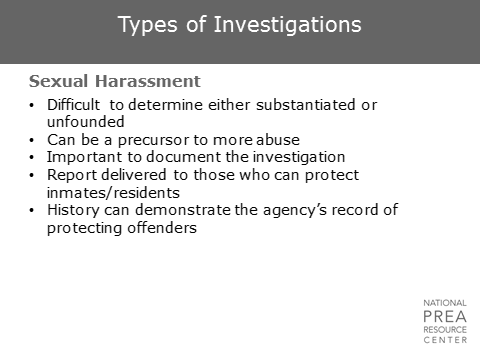 Types of Investigations
Sexual Harassment
• Difficult  to determine either substantiated or
unfounded
• Can be a precursor to more abuse
• Important to document the investigation
• Report delivered to those who can protect
inmates/residents
• History can demonstrate the agency’s record of
protecting offenders
NATIONAL
PREA
RESOURCE
CENTER